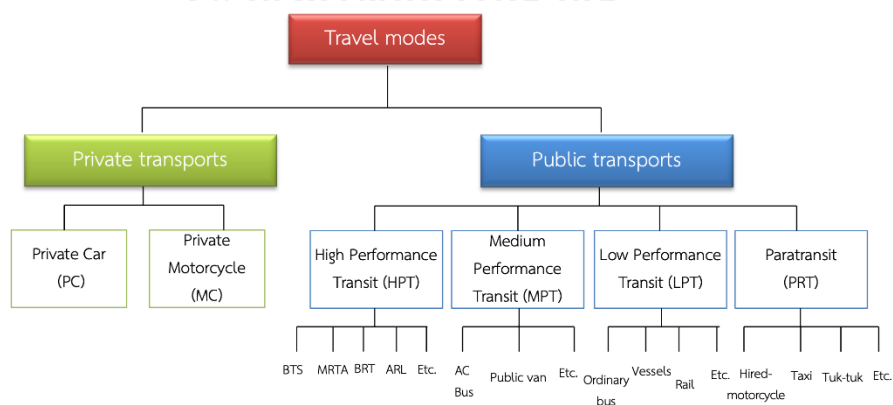 Travel modes
Private transports
Public transports
Private Car
(PC)
Private
Motorcycle
(MC)
High Performance
Transit (HPT)
Medium
Performance
Transit (MPT)
Low Performance
Transit (LPT)
Paratransit
(PRT)
BTS
MRTA
BRT
ARL
Etc.
AC
Bus
Public van
Etc.
Ordinary
bus
Vessels
Rail
Etc.
Hired-
motorcycle
Taxi
Tuk-tuk
Etc.